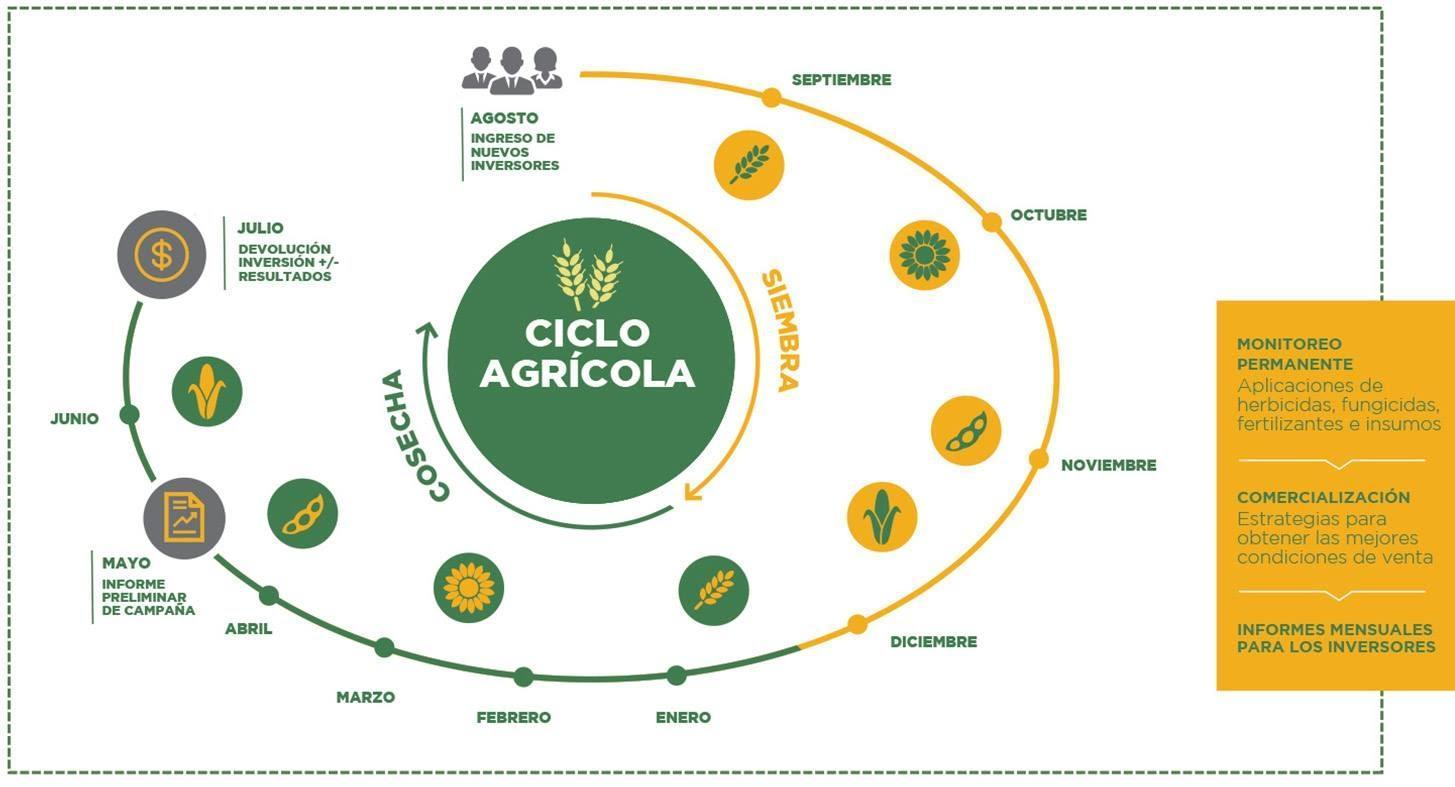 AGOSTO
INGRESO DE
NUEVOS
INVERSORES
SEPTIEMBRE
OCTUBRE
NOVIEMBRE
DICIEMBRE
ENERO
FEBRERO
MARZO
ABRIL
MAYO
INFORME
PRELIMINAR
DE CAMPAÑA
JUNIO
JULIO
DEVOLUCIÓN
INVERSIÓN +/-
RESULTADOS
$
CICLO
AGRÍCOLA
SIEMBRA
COSECHA
MONITOREO
PERMANENTE
Aplicaciones de
herbicidas, fungicidas,
fertilizantes e insumos
COMERCIALIZACIÓN
Estrategias para
obtener las mejores
condiciones de venta
INFORMES MENSUALES
PARA LOS INVERSORES